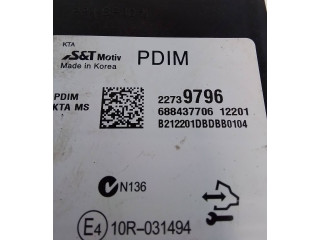 KTA
S&T Motiv
Made in Korea
PDIM
PDIM
KTA MS
22739796
688437706 12201
B212201DBDBB0104
N136
E4 10R-031494